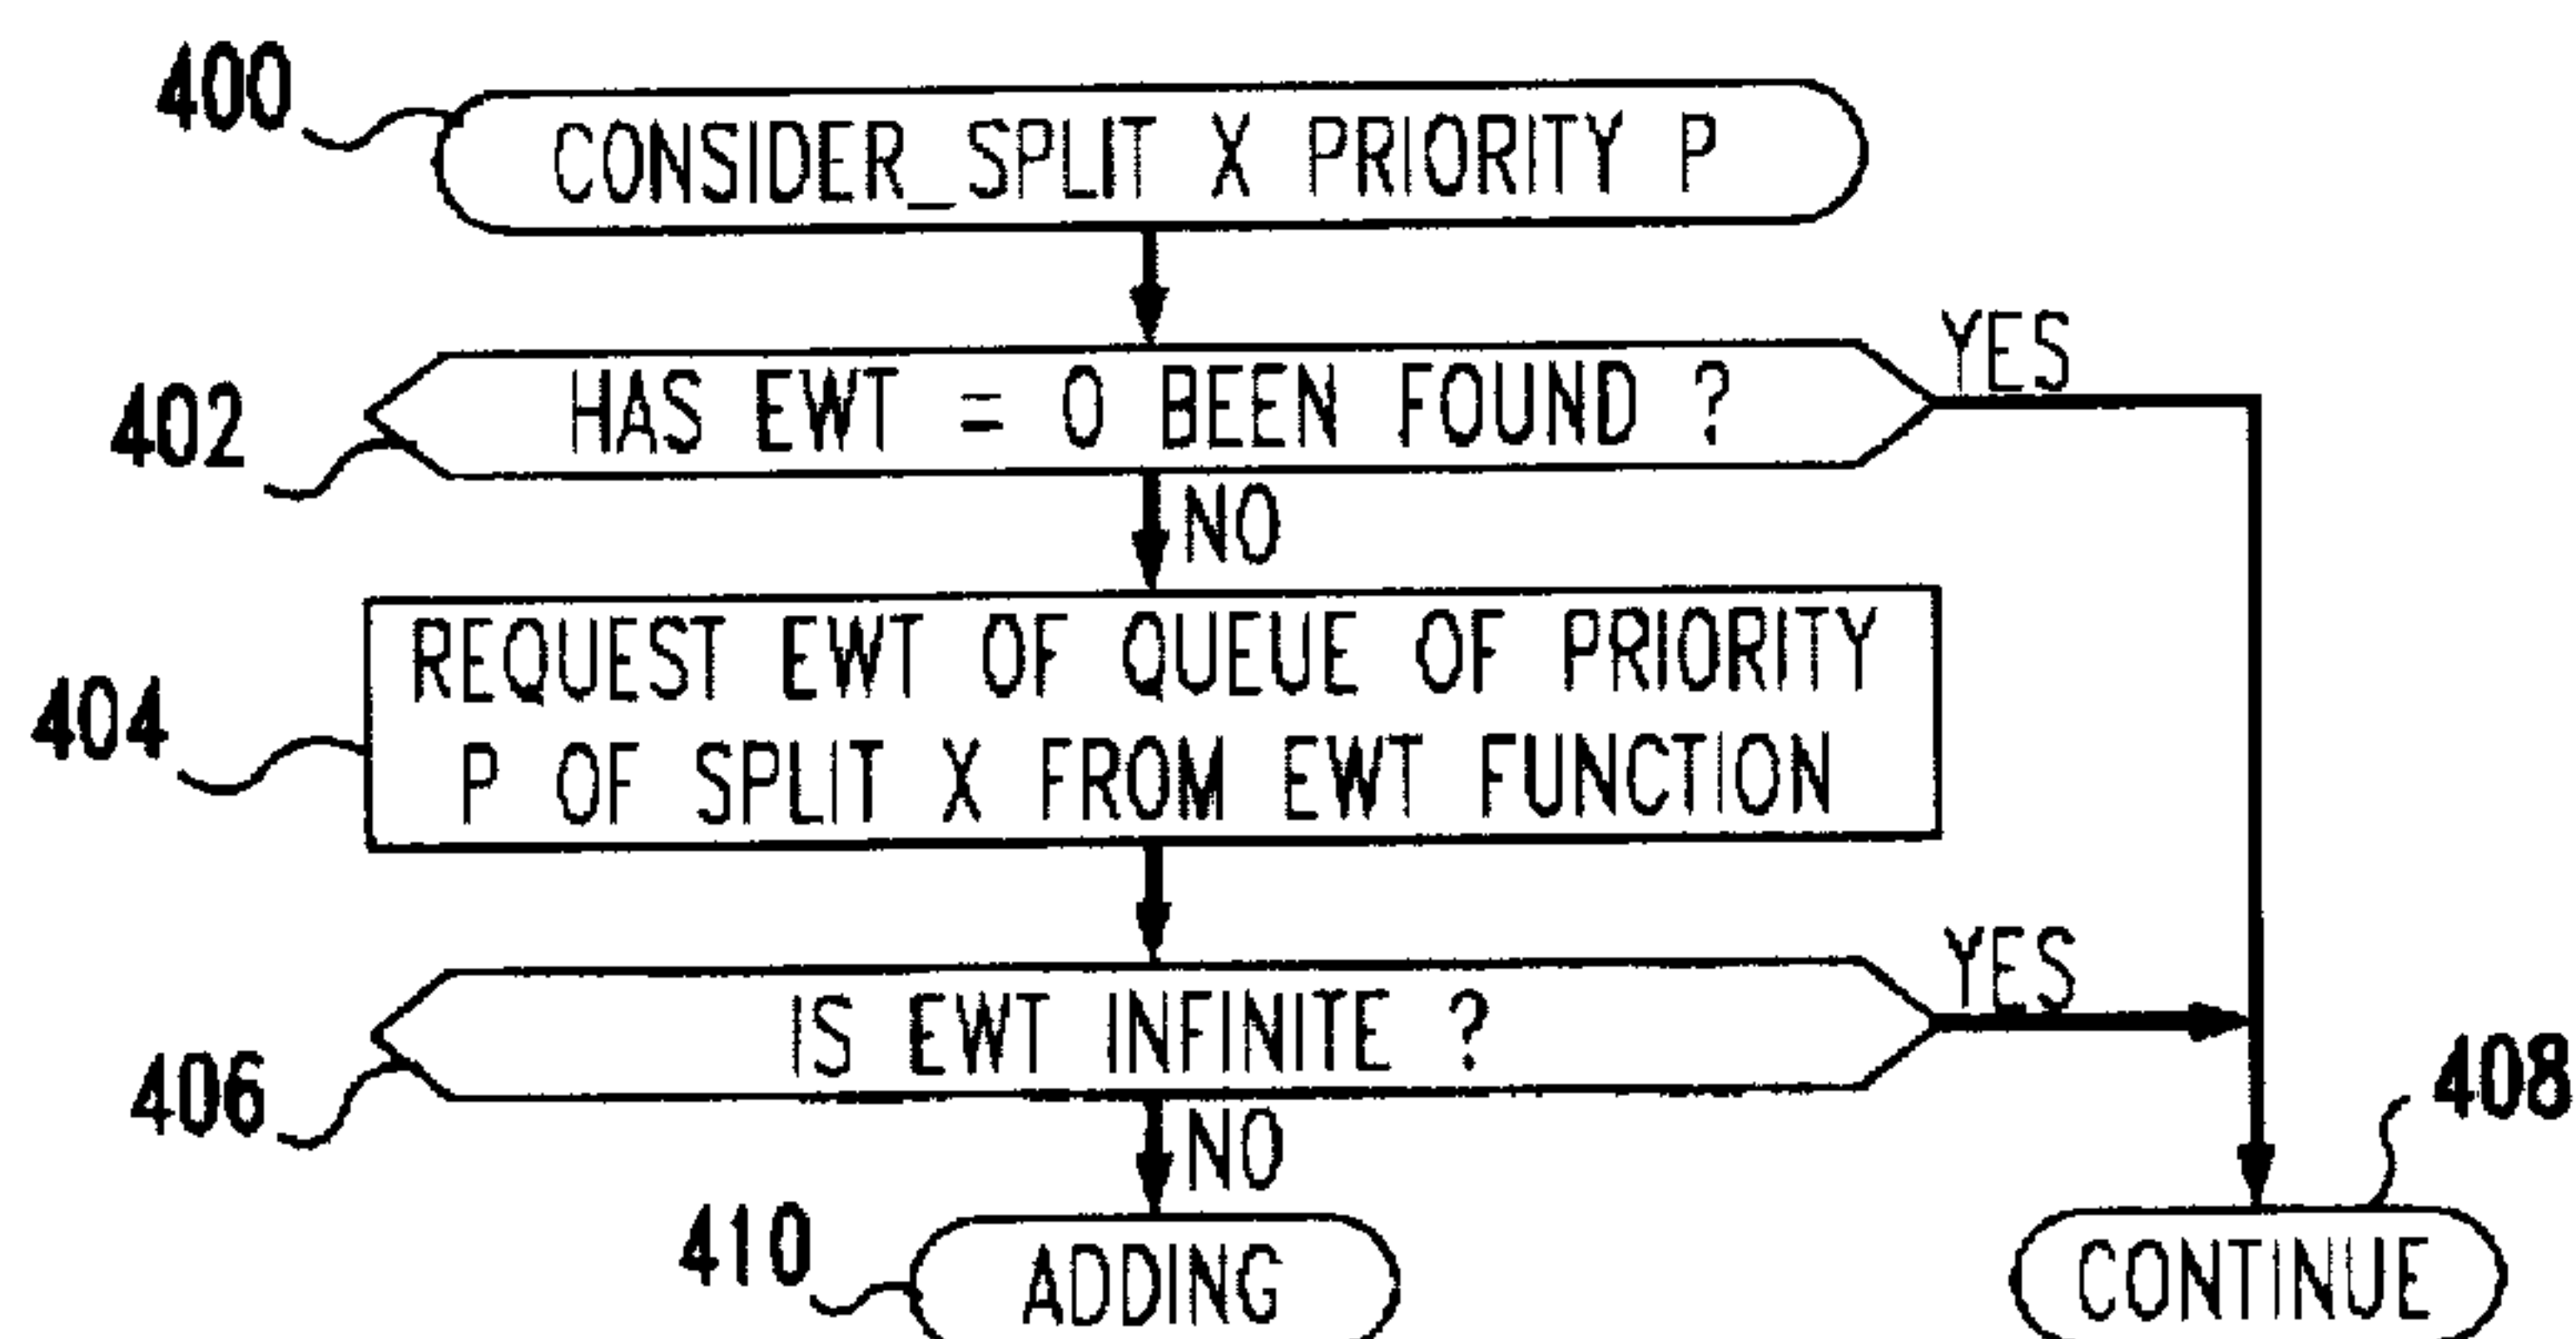 400
CONSIDER_SPLIT X PRIORITY P
402
HAS EWT = 0 BEEN FOUND ?
YES
NO
404
REQUEST EWT OF QUEUE OF PRIORITY
P OF SPLIT X FROM EWT FUNCTION
406
IS EWT INFINITE ?
YES
NO
408
410
ADDING
CONTINUE